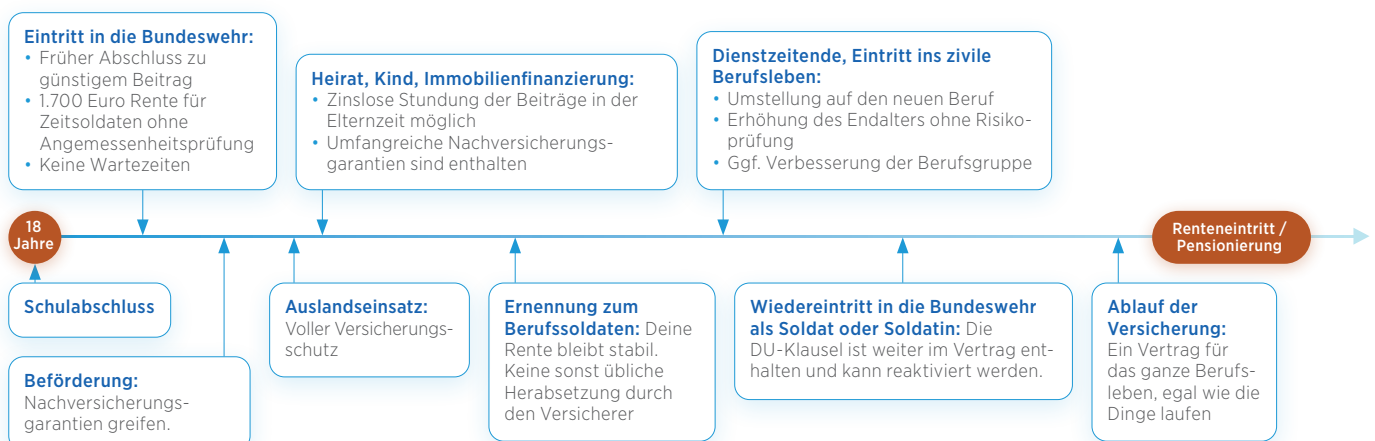 Eintritt in die Bundeswehr:
• Früher Abschluss zu
günstigem Beitrag
• 1.700 Euro Rente für
Zeitsoldaten ohne
Angemessenheitsprüfung
• Keine Wartezeiten
Heirat, Kind, Immobilienfinanzierung:
• Zinslose Stundung der Beiträge in der
Elternzeit möglich
• Umfangreiche Nachversicherungs-
garantien sind enthalten
Dienstzeitende, Eintritt ins zivile
Berufsleben:
• Umstellung auf den neuen Beruf
• Erhöhung des Endalters ohne Risiko-
prüfung
• Ggf. Verbesserung der Berufsgruppe
18
Jahre
Renteneintritt /
Pensionierung
Schulabschluss
Beförderung:
Nachversicherungs-
garantien greifen.
Auslandseinsatz:
Voller Versicherungs-
schutz
Ernennung zum
Berufssoldaten: Deine
Rente bleibt stabil.
Keine sonst übliche
Herabsetzung durch
den Versicherer
Wiedereintritt in die Bundeswehr
als Soldat oder Soldatin: Die
DU-Klausel ist weiter im Vertrag ent-
halten und kann reaktiviert werden.
Ablauf der
Versicherung:
Ein Vertrag für
das ganze Berufs-
leben, egal wie die
Dinge laufen